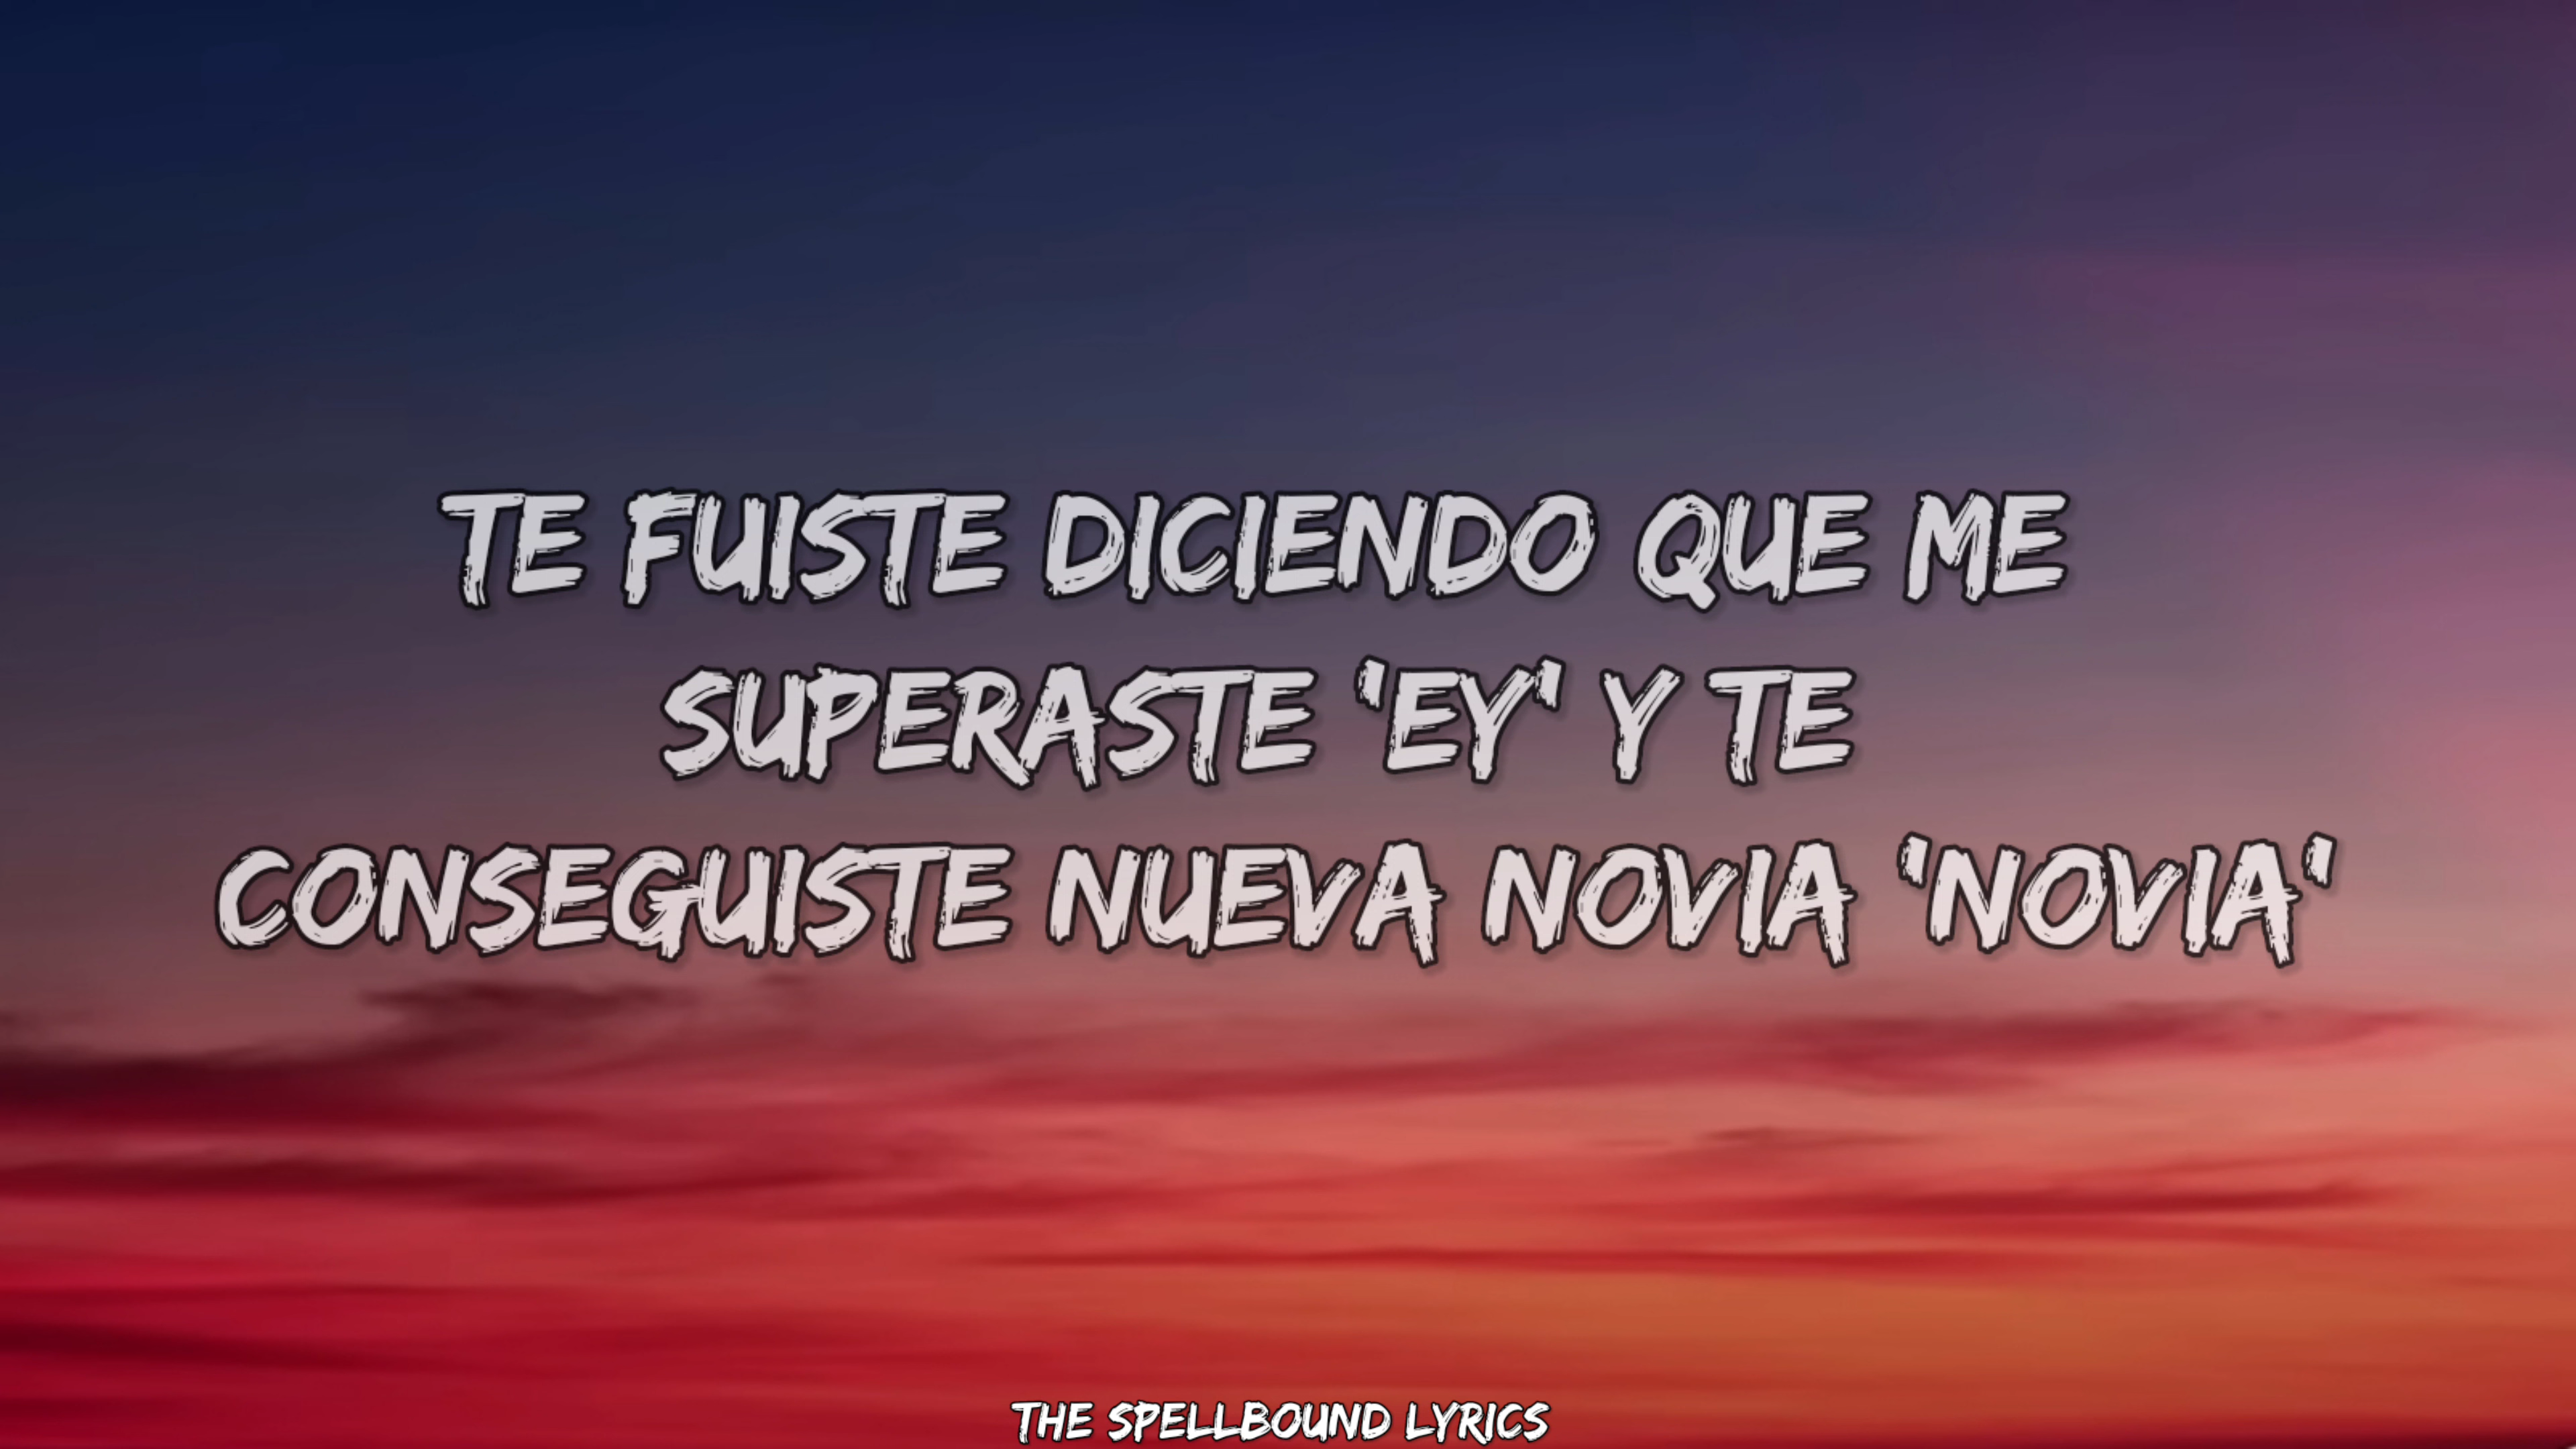 TE FUISTE DICIENDO QUE ME
SUPERASTE 'EY' Y TE
CONSEGUISTE NUEVA NOVIA 'NOVIA'
THE SPELLBOUND LYRICS